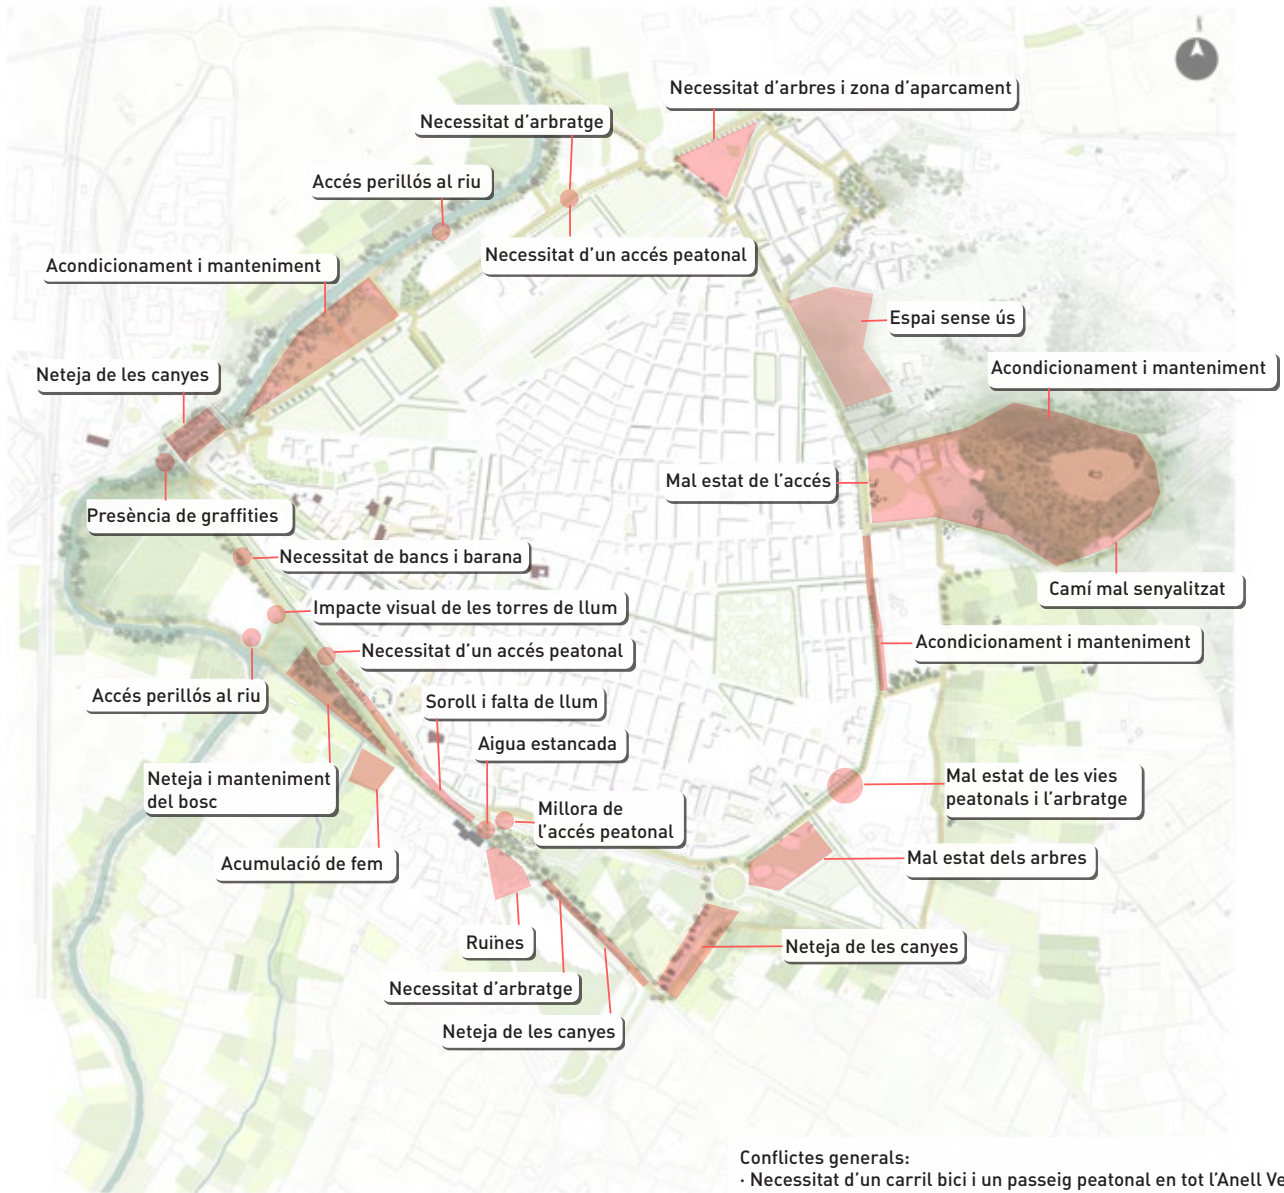 Necessitat d'arbres i zona d'aparcament
Necessitat d'arbratge
Accés perillós al riu
Necessitat d'un accés peatonal
Acondicionament i manteniment
Espai sense ús
Neteja de les canyes
Acondicionament i manteniment
Mal estat de l'accés
Presència de graffities
Necessitat de bancs i barana
Camí mal senyalitzat
Impacte visual de les torres de llum
Acondicionament i manteniment
Necessitat d'un accés peatonal
Accés perillós al riu
Soroll i falta de llum
Aigua estancada
Neteja i manteniment
del bosc
Mal estat de les vies
peatonals i l'arbratge
Millora de
l'accés peatonal
Acumulació de fem
Mal estat dels arbres
Ruïnes
Neteja de les canyes
Necessitat d'arbratge
Neteja de les canyes
Conflictes generals:
· Necessitat d'un carril bici i un passeig peatonal en tot l'Anell